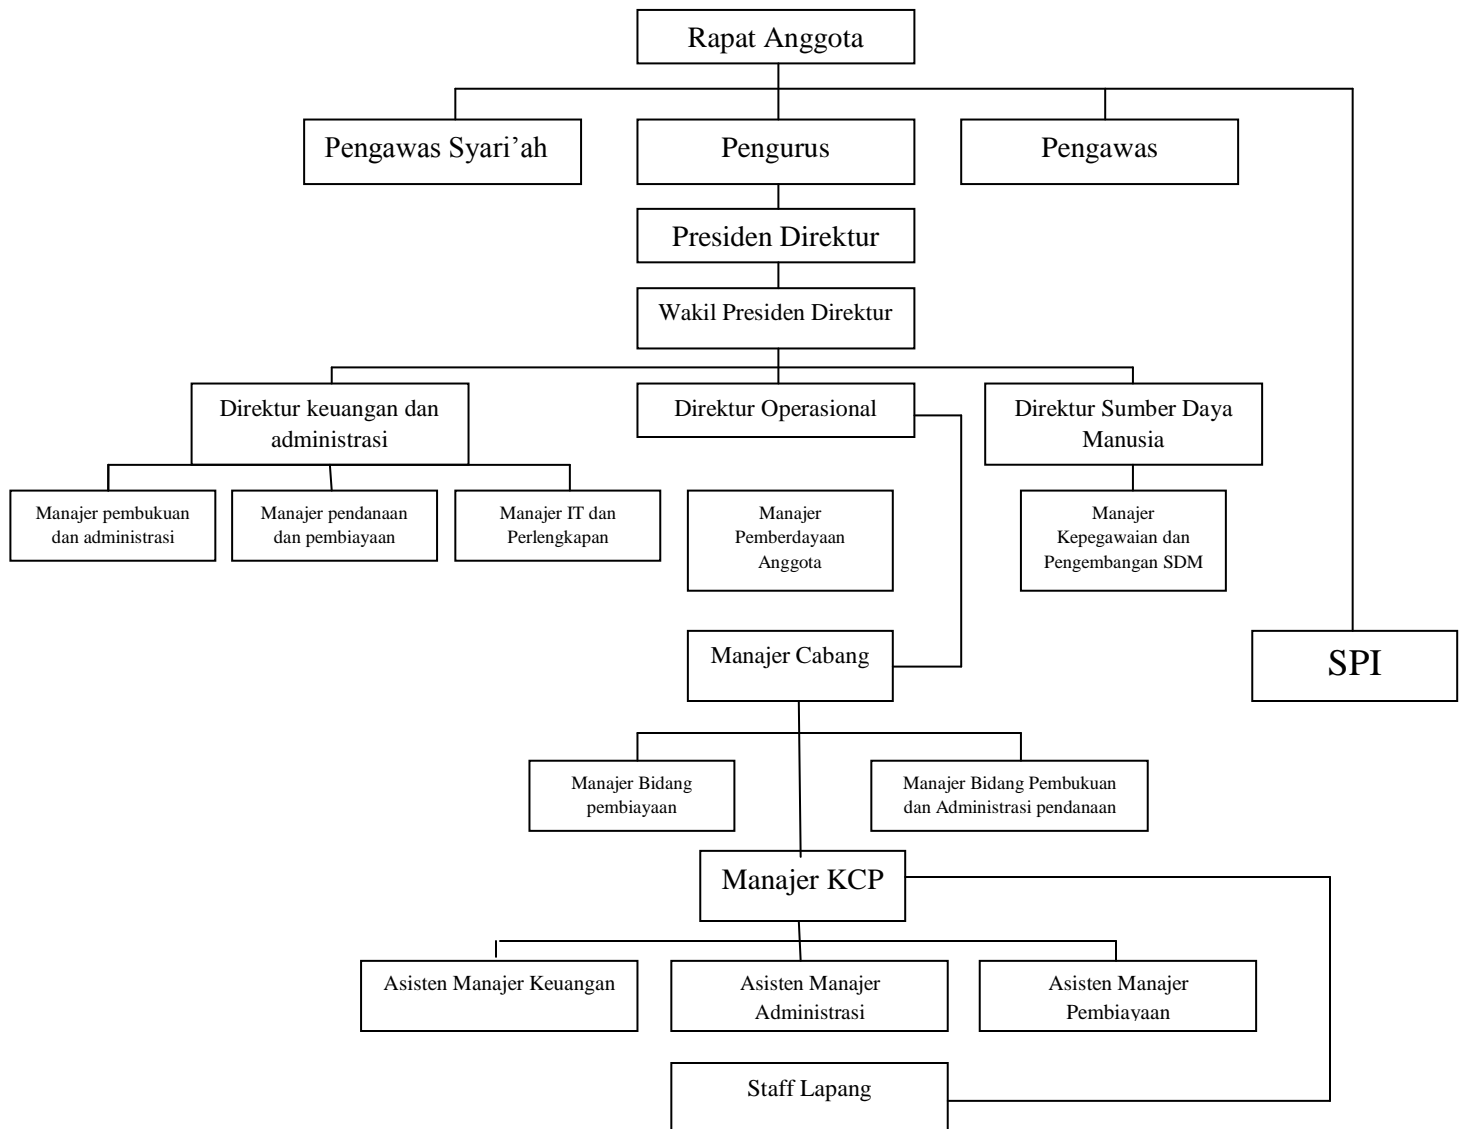 Rapat Anggota
Pengawas Syari’ah
Pengurus
Pengawas
Presiden Direktur
Wakil Presiden Direktur
Direktur keuangan dan
administrasi
Direktur Operasional
Direktur Sumber Daya
Manusia
Manajer pembukuan
dan administrasi
Manajer pendanaan
dan pembiayaan
Manajer IT dan
Perlengkapan
Manajer
Pemberdayaan
Anggota
Manajer
Kepegawaian dan
Pengembangan SDM
Manajer Cabang
SPI
Manajer Bidang
pembiayaan
Manajer Bidang Pembukuan
dan Administrasi pendanaan
Manajer KCP
Asisten Manajer Keuangan
Asisten Manajer
Administrasi
Asisten Manajer
Pembiayaan
Staff Lapang